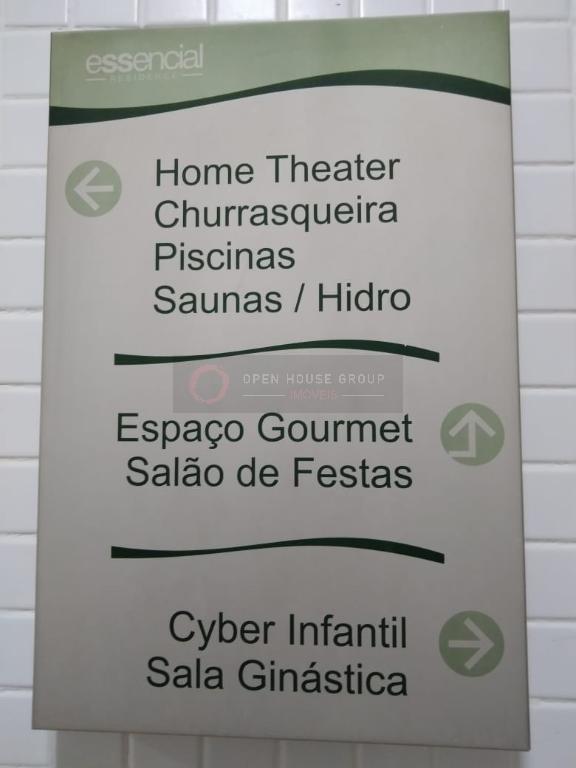 essencial
RESIDENCE
Home Theater
Churrasqueira
Piscinas
Saunas / Hidro
OPEN HOUSE GROUP
IMÓVEIS
Espaço Gourmet
Salão de Festas
Cyber Infantil
Sala Ginástica